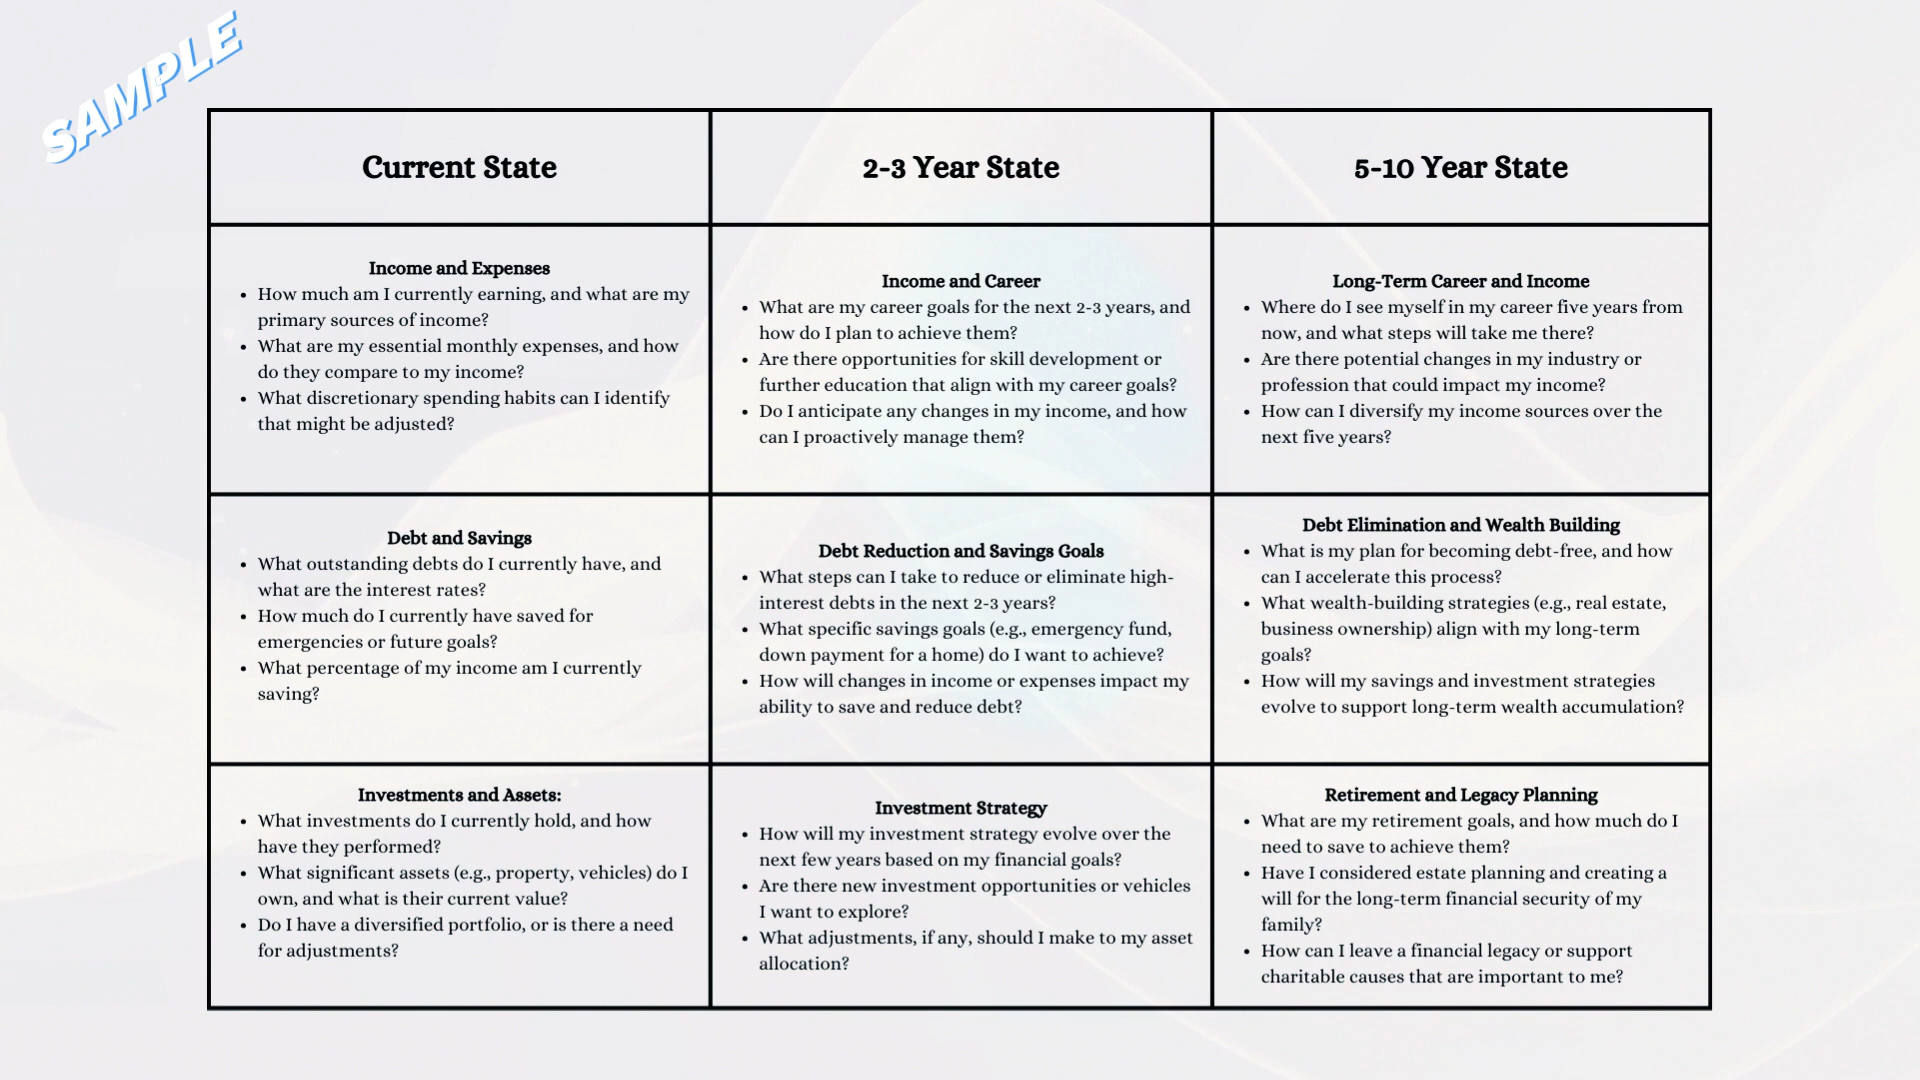 SAMPLE
Current State
2-3 Year State
5-10 Year State
Income and Expenses
• How much am I currently earning, and what are my
primary sources of income?
• What are my essential monthly expenses, and how
do they compare to my income?
• What discretionary spending habits can I identify
that might be adjusted?
Income and Career
• What are my career goals for the next 2-3 years, and
how do I plan to achieve them?
• Are there opportunities for skill development or
further education that align with my career goals?
• Do I anticipate any changes in my income, and how
can I proactively manage them?
Long-Term Career and Income
• Where do I see myself in my career five years from
now, and what steps will take me there?
• Are there potential changes in my industry or
profession that could impact my income?
• How can I diversify my income sources over the
next five years?
Debt and Savings
• What outstanding debts do I currently have, and
what are the interest rates?
• How much do I currently have saved for
emergencies or future goals?
• What percentage of my income am I currently
saving?
Debt Reduction and Savings Goals
• What steps can I take to reduce or eliminate high-
interest debts in the next 2-3 years?
• What specific savings goals (e.g., emergency fund,
down payment for a home) do I want to achieve?
• How will changes in income or expenses impact my
ability to save and reduce debt?
Debt Elimination and Wealth Building
• What is my plan for becoming debt-free, and how
can I accelerate this process?
• What wealth-building strategies (e.g., real estate,
business ownership) align with my long-term
goals?
• How will my savings and investment strategies
evolve to support long-term wealth accumulation?
Investments and Assets:
• What investments do I currently hold, and how
have they performed?
• What significant assets (e.g., property, vehicles) do I
own, and what is their current value?
• Do I have a diversified portfolio, or is there a need
for adjustments?
Investment Strategy
• How will my investment strategy evolve over the
next few years based on my financial goals?
• Are there new investment opportunities or vehicles
I want to explore?
• What adjustments, if any, should I make to my asset
allocation?
Retirement and Legacy Planning
• What are my retirement goals, and how much do I
need to save to achieve them?
• Have I considered estate planning and creating a
will for the long-term financial security of my
family?
• How can I leave a financial legacy or support
charitable causes that are important to me?